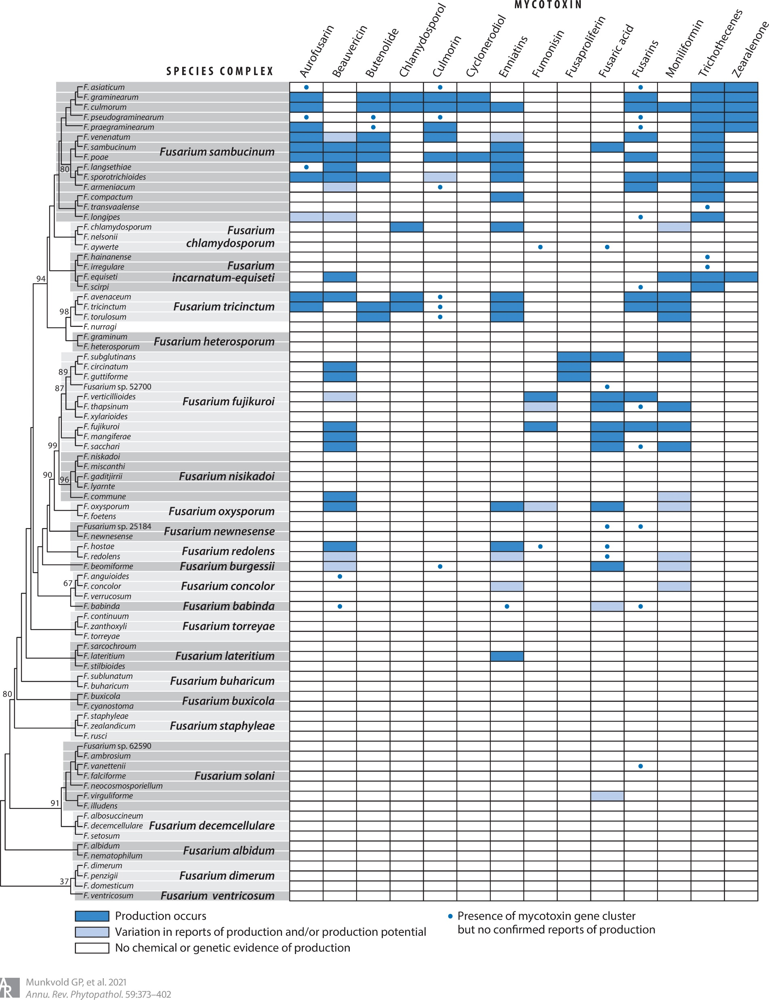 MYCOTOXIN
Aurofusarin
Beauvericin
Butenolide
Chlamydosporol
Culmorin
Cyclonerodiol
Enniatins
Fumonisin
Fusaproliferin
Fusaric acid
Fusarins
Moniliformin
Trichothecenes
Zearalenone
SPECIES COMPLEX
F. asiaticum
F. graminearum
F. culmorum
F. pseudograminearum
F. praegraminearum
F. venenatum
F. sambucinum
Fusarium sambucinum
F. poae
F. langsethiae
80
F. sporotrichioides
F. armeniacum
F. compactum
F. transvaalense
F. longipes
F. chlamydosporum
Fusarium
F. nelsonii
chlamydosporum
F. aywerte
F. hainanense
F. irregulare
Fusarium
94
F. equiseti
incarnatum-equiseti
F. scirpi
F. avenaceum
F. tricinctum
Fusarium tricinctum
98
F. torulosum
F. nurragi
F. graminum
Fusarium heterosporum
F. heterosporum
F. subglutinans
F. circinatum
89
F. guttiforme
87
Fusarium sp. 52700
F. verticillioides
Fusarium fujikuroi
F. thapsinum
F. xylarioides
F. fujikuroi
F. mangiferae
99
F. sacchari
F. niskadoi
F. miscanthi
90
96
F. gaditjirrii
Fusarium nisikadoi
F. lyarnte
F. commune
F. oxysporum
Fusarium oxysporum
F. foetens
Fusarium sp. 25184
Fusarium newnesense
F. newnesense
F. hostae
Fusarium redolens
F. redolens
F. beomiforme
Fusarium burgessii
F. anguioides
67
F. concolor
Fusarium concolor
F. verrucosum
F. babinda
Fusarium babinda
F. continuum
F. zanthoxyli
Fusarium torreyae
F. torreyae
F. sarcochroum
F. lateritium
Fusarium lateritium
F. stilbioides
F. sublunatum
Fusarium buharicum
F. buharicum
80
F. buxicola
Fusarium buxicola
F. cyanostoma
F. staphyleae
F. zealandicum
Fusarium staphyleae
F. rusci
Fusarium sp. 62590
F. ambrosium
F. vanettenii
F. falciforme
Fusarium solani
F. neocosmosporiellum
F. virguliforme
91
F. illudens
F. albosuccineum
F. decemcellulare
Fusarium decemcellulare
F. setosum
F. albidum
Fusarium albidum
F. nematophilum
F. dimerum
F. penzigii
Fusarium dimerum
37
F. domesticum
F. ventricosum
Fusarium ventricosum
Production occurs
Variation in reports of production and/or production potential
No chemical or genetic evidence of production
Presence of mycotoxin gene cluster
but no confirmed reports of production
AR
Munkvold GP, et al. 2021
Annu. Rev. Phytopathol. 59:373–402